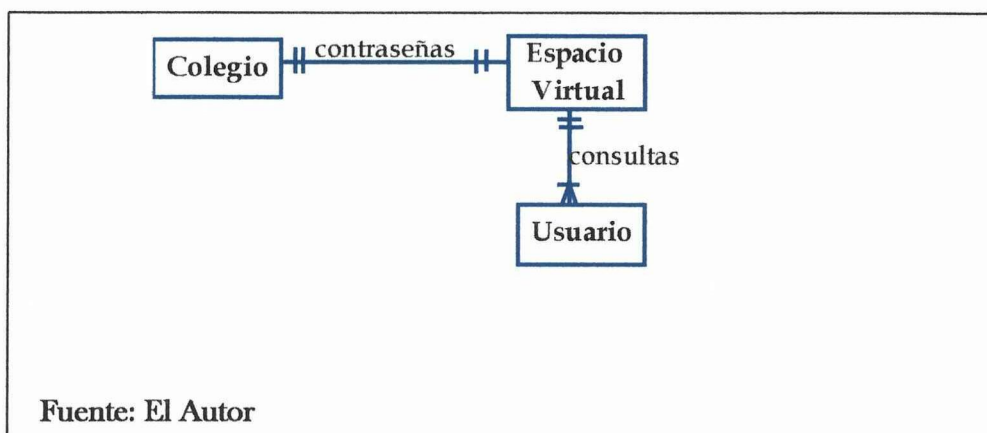 Colegio
contraseñas
Espacio
Virtual
consultas
Usuario
Fuente: El Autor